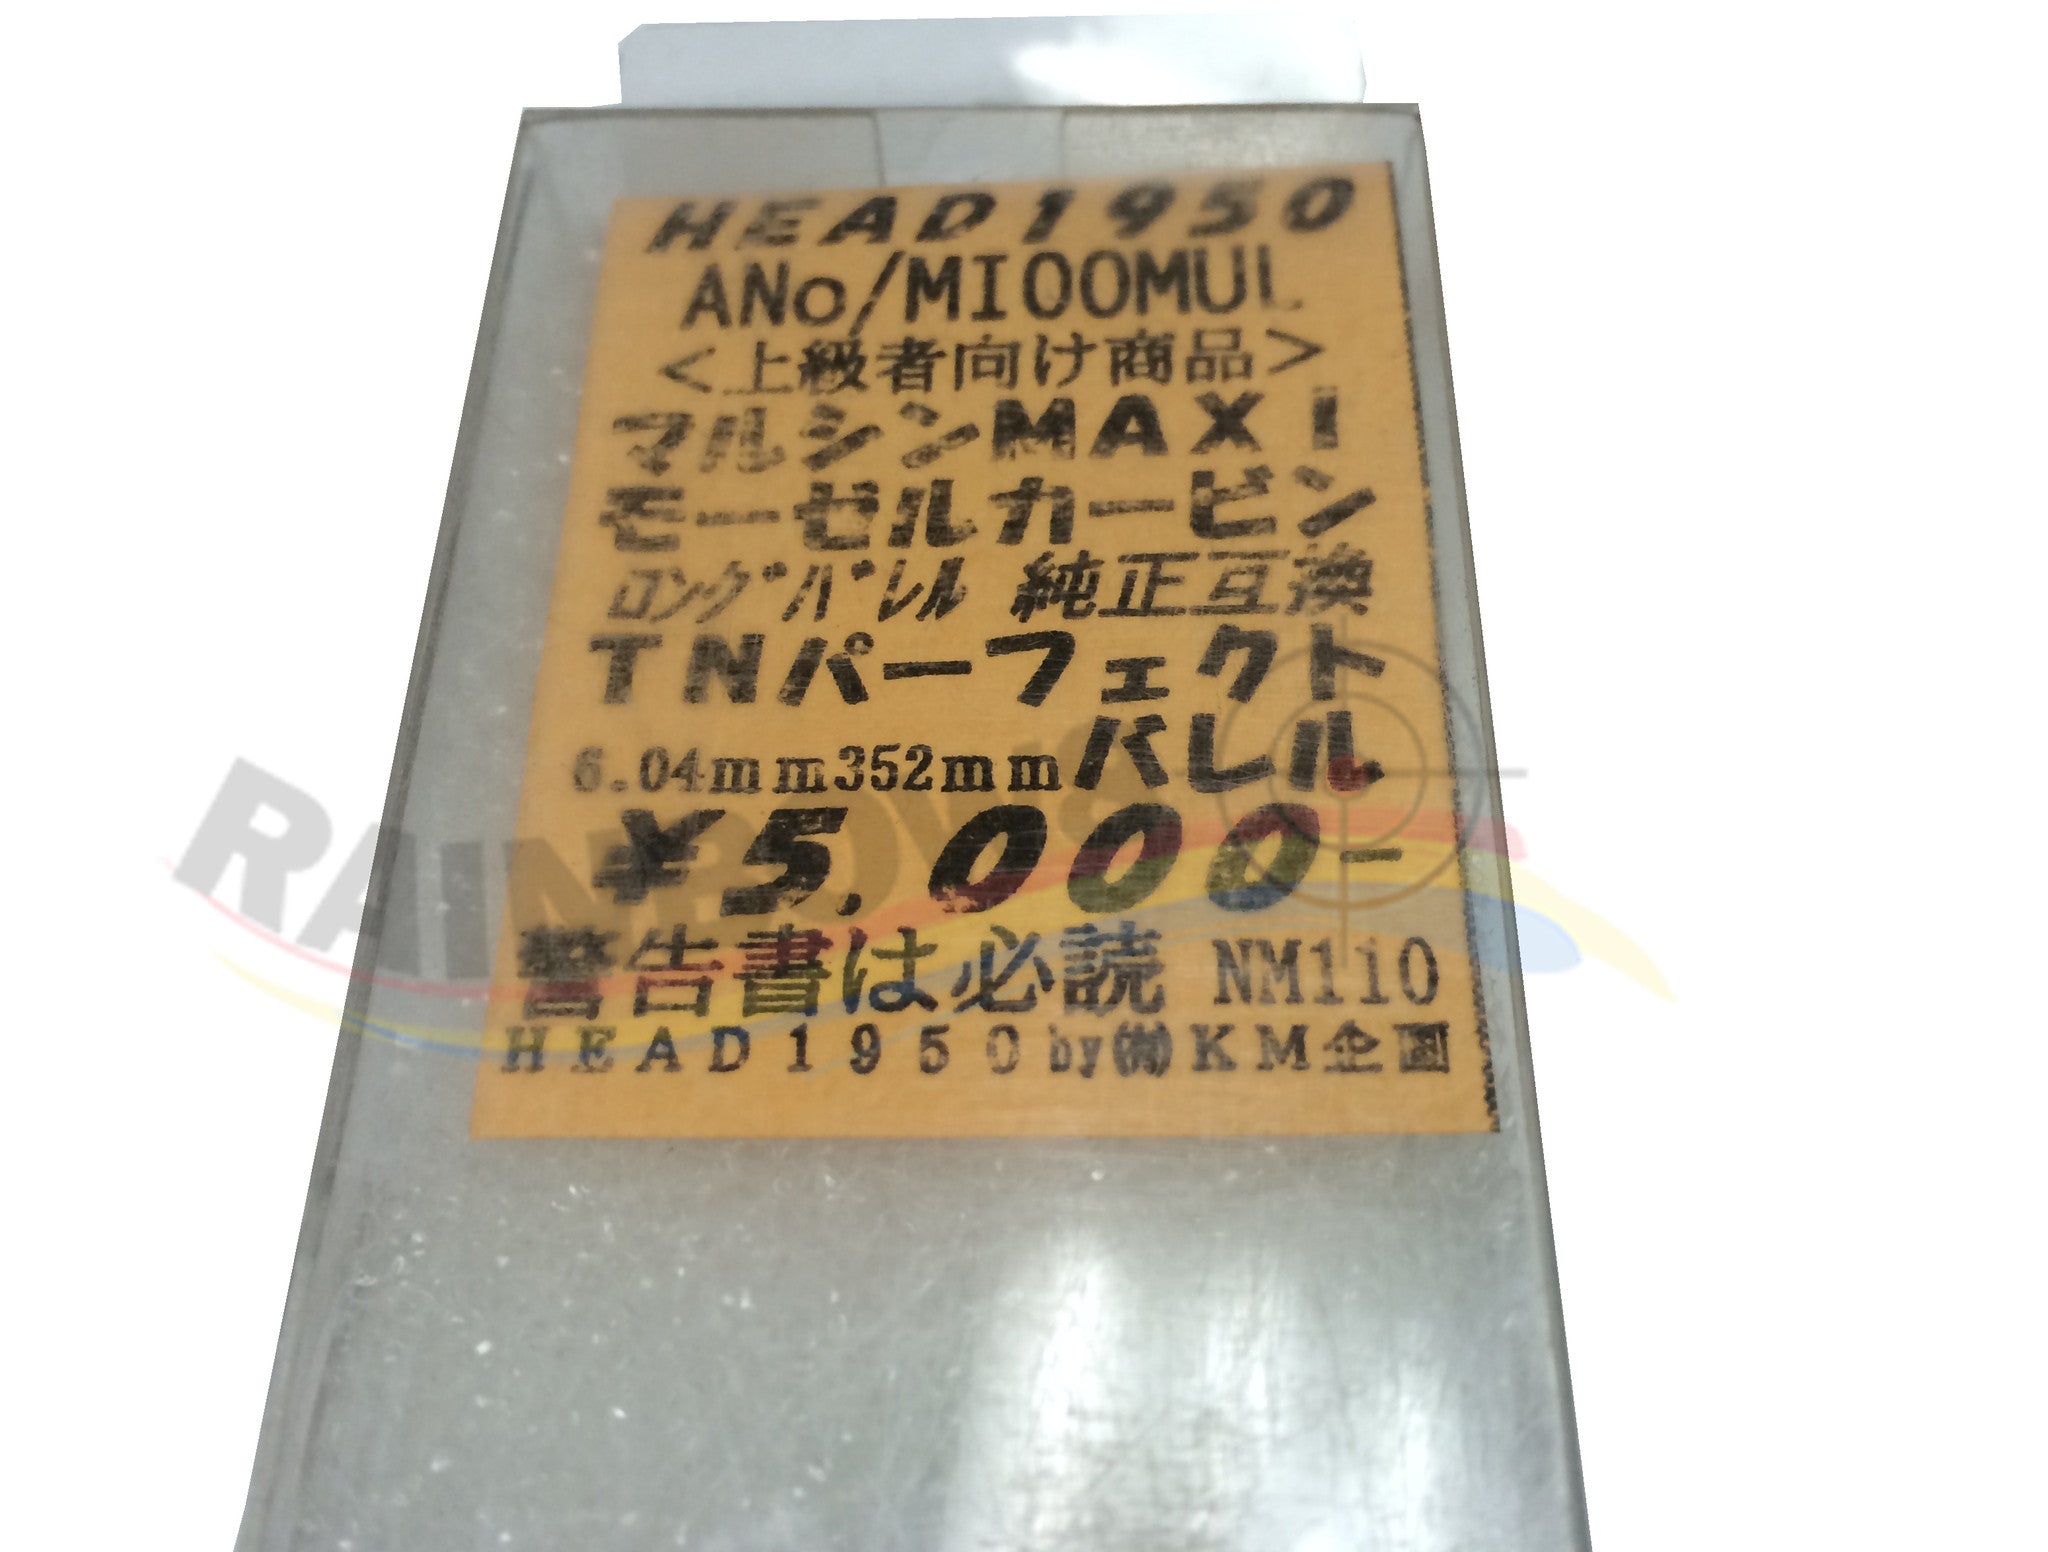 HEAD1950
ANo/MI00MUL
<上級者向け商品>
マルシンMAXI
モーゼルカービン
ロングバレル 純正互換
TNパーフェクト
6.04mm352mmバレル
¥5,000-
警告書は必読 NM1i0
HEAD1950by㈲KM企画
RAINBOW8